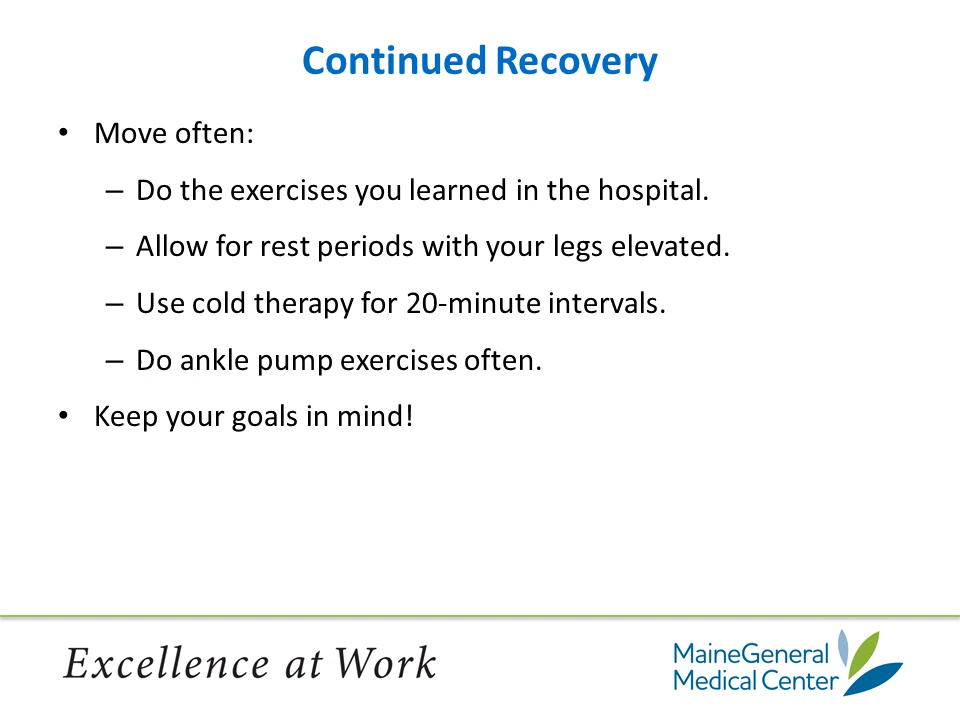 Continued Recovery
• Move often:
– Do the exercises you learned in the hospital.
– Allow for rest periods with your legs elevated.
– Use cold therapy for 20-minute intervals.
– Do ankle pump exercises often.
• Keep your goals in mind!
Excellence at Work
MaineGeneral
Medical Center